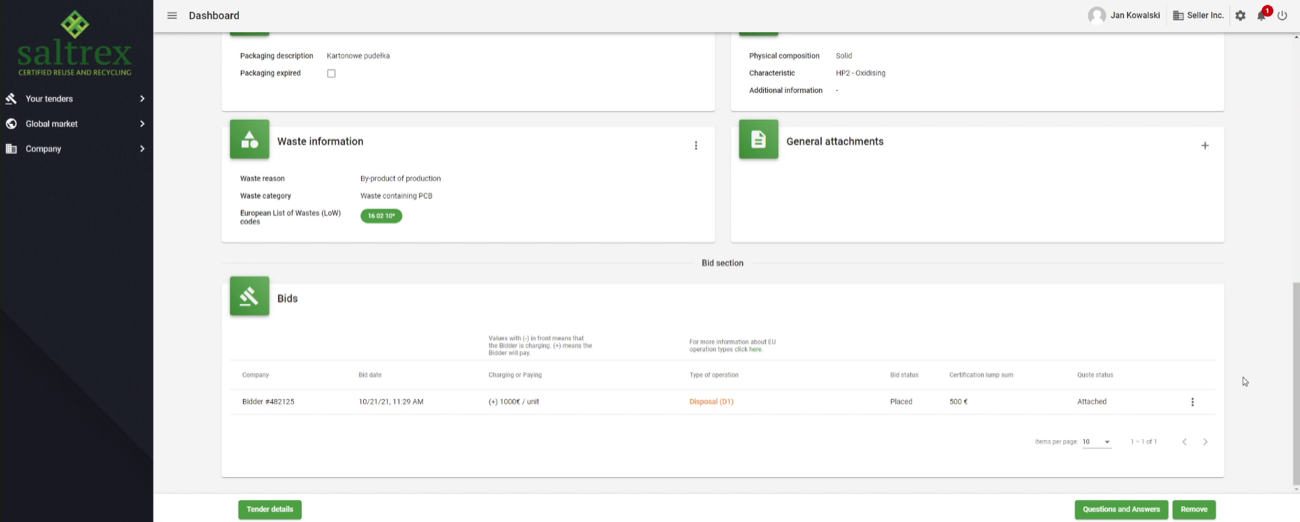 saltrex
CERTIFIED REUSE AND RECYCLING
Your tenders
Global market
Company
Dashboard
Jan Kowalski
Seller Inc.
1
Packaging description Kartonowe pudełka
Packaging expired
Physical composition Solid
Characteristic HP2 - Oxidising
Additional information -
Waste information
Waste reason By-product of production
Waste category Waste containing PCB
European List of Wastes (LoW)
codes
16 02 10*
General attachments
Bid section
Bids
Values with (-) in front means that
the Bidder is charging. (+) means the
Bidder will pay.
For more information about EU
operation types click here.
Company Bid date Charging or Paying Type of operation Bid status Certification lump sum Quote status
Bidder #482125 10/21/21, 11:29 AM (+) 1000€ / unit Disposal (D1) Placed 500 € Attached
Items per page: 10 1 – 1 of 1
Tender details
Questions and Answers
Remove